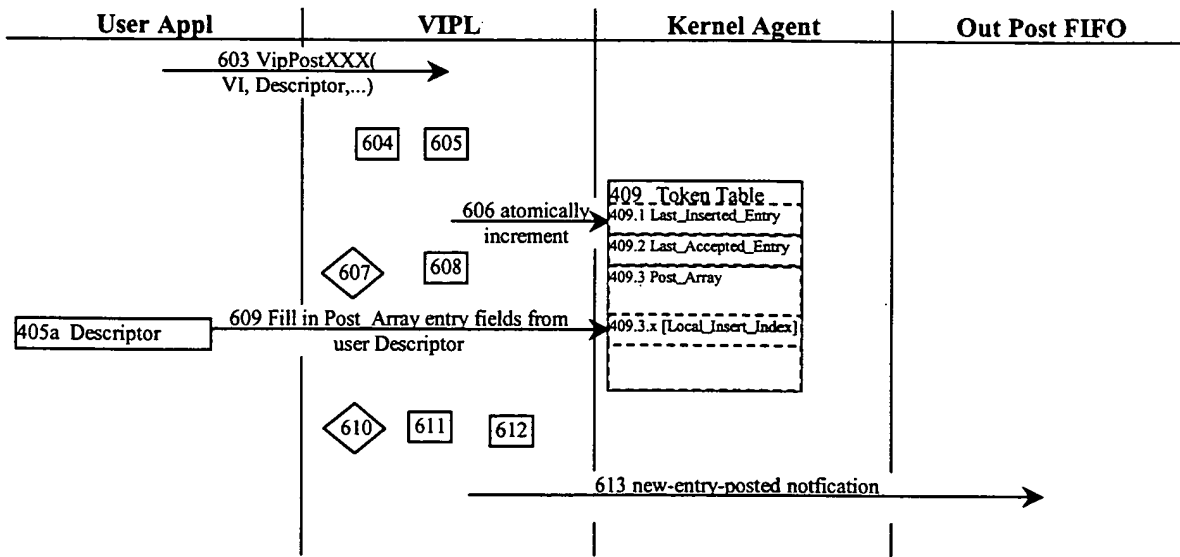 User Appl VIPL Kernel Agent Out Post FIFO
603 VipPostXXX(
VI, Descriptor,...)
604 605
409 Token Table
606 atomically
409.1 Last_Inserted_Entry
increment
409.2 Last_Accepted_Entry
607 608
409.3 Post_Array
609 Fill in Post_Array entry fields from
405a Descriptor
409.3.x [Local_Insert_Index]
user Descriptor
610 611 612
613 new-entry-posted notfication